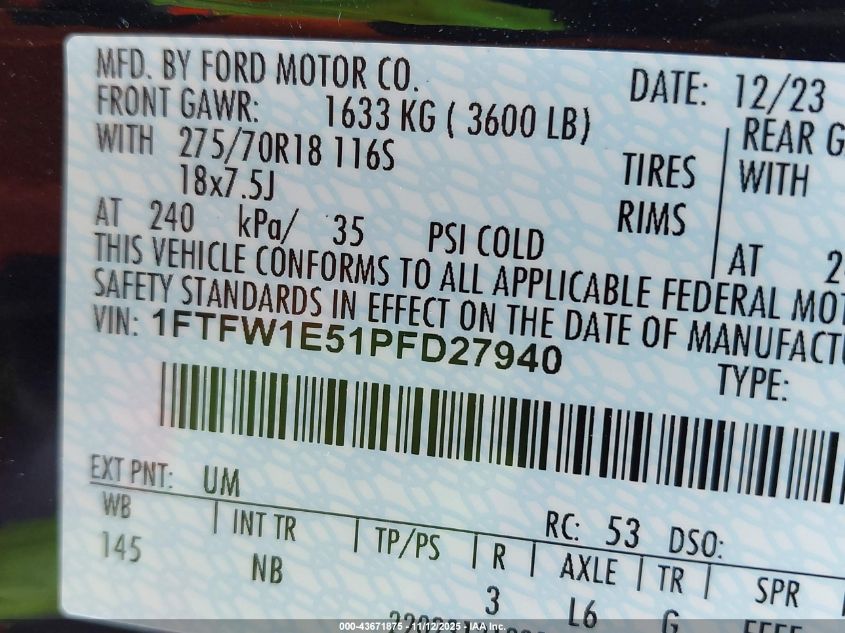 MFD. BY FORD MOTOR CO.
DATE: 12/23
FRONT GAWR: 1633 KG ( 3600 LB)
REAR
WITH 275/70R18 116S TIRES
WITH
18x7.5J RIMS
AT 240 kPa/ 35 PSI COLD
AT
THIS VEHICLE CONFORMS TO ALL APPLICABLE FEDERAL
SAFETY STANDARDS IN EFFECT ON THE DATE OF
VIN: 1FTFW1E51PFD27940
TYPE:
EXT PNT: UM
RC: 53 DSO:
WB | INT TR | TP/PS | R | AXLE | TR | SPR
145 NB 3 L6 G
000-43671875 - 11/12/2025 - IAA Inc.